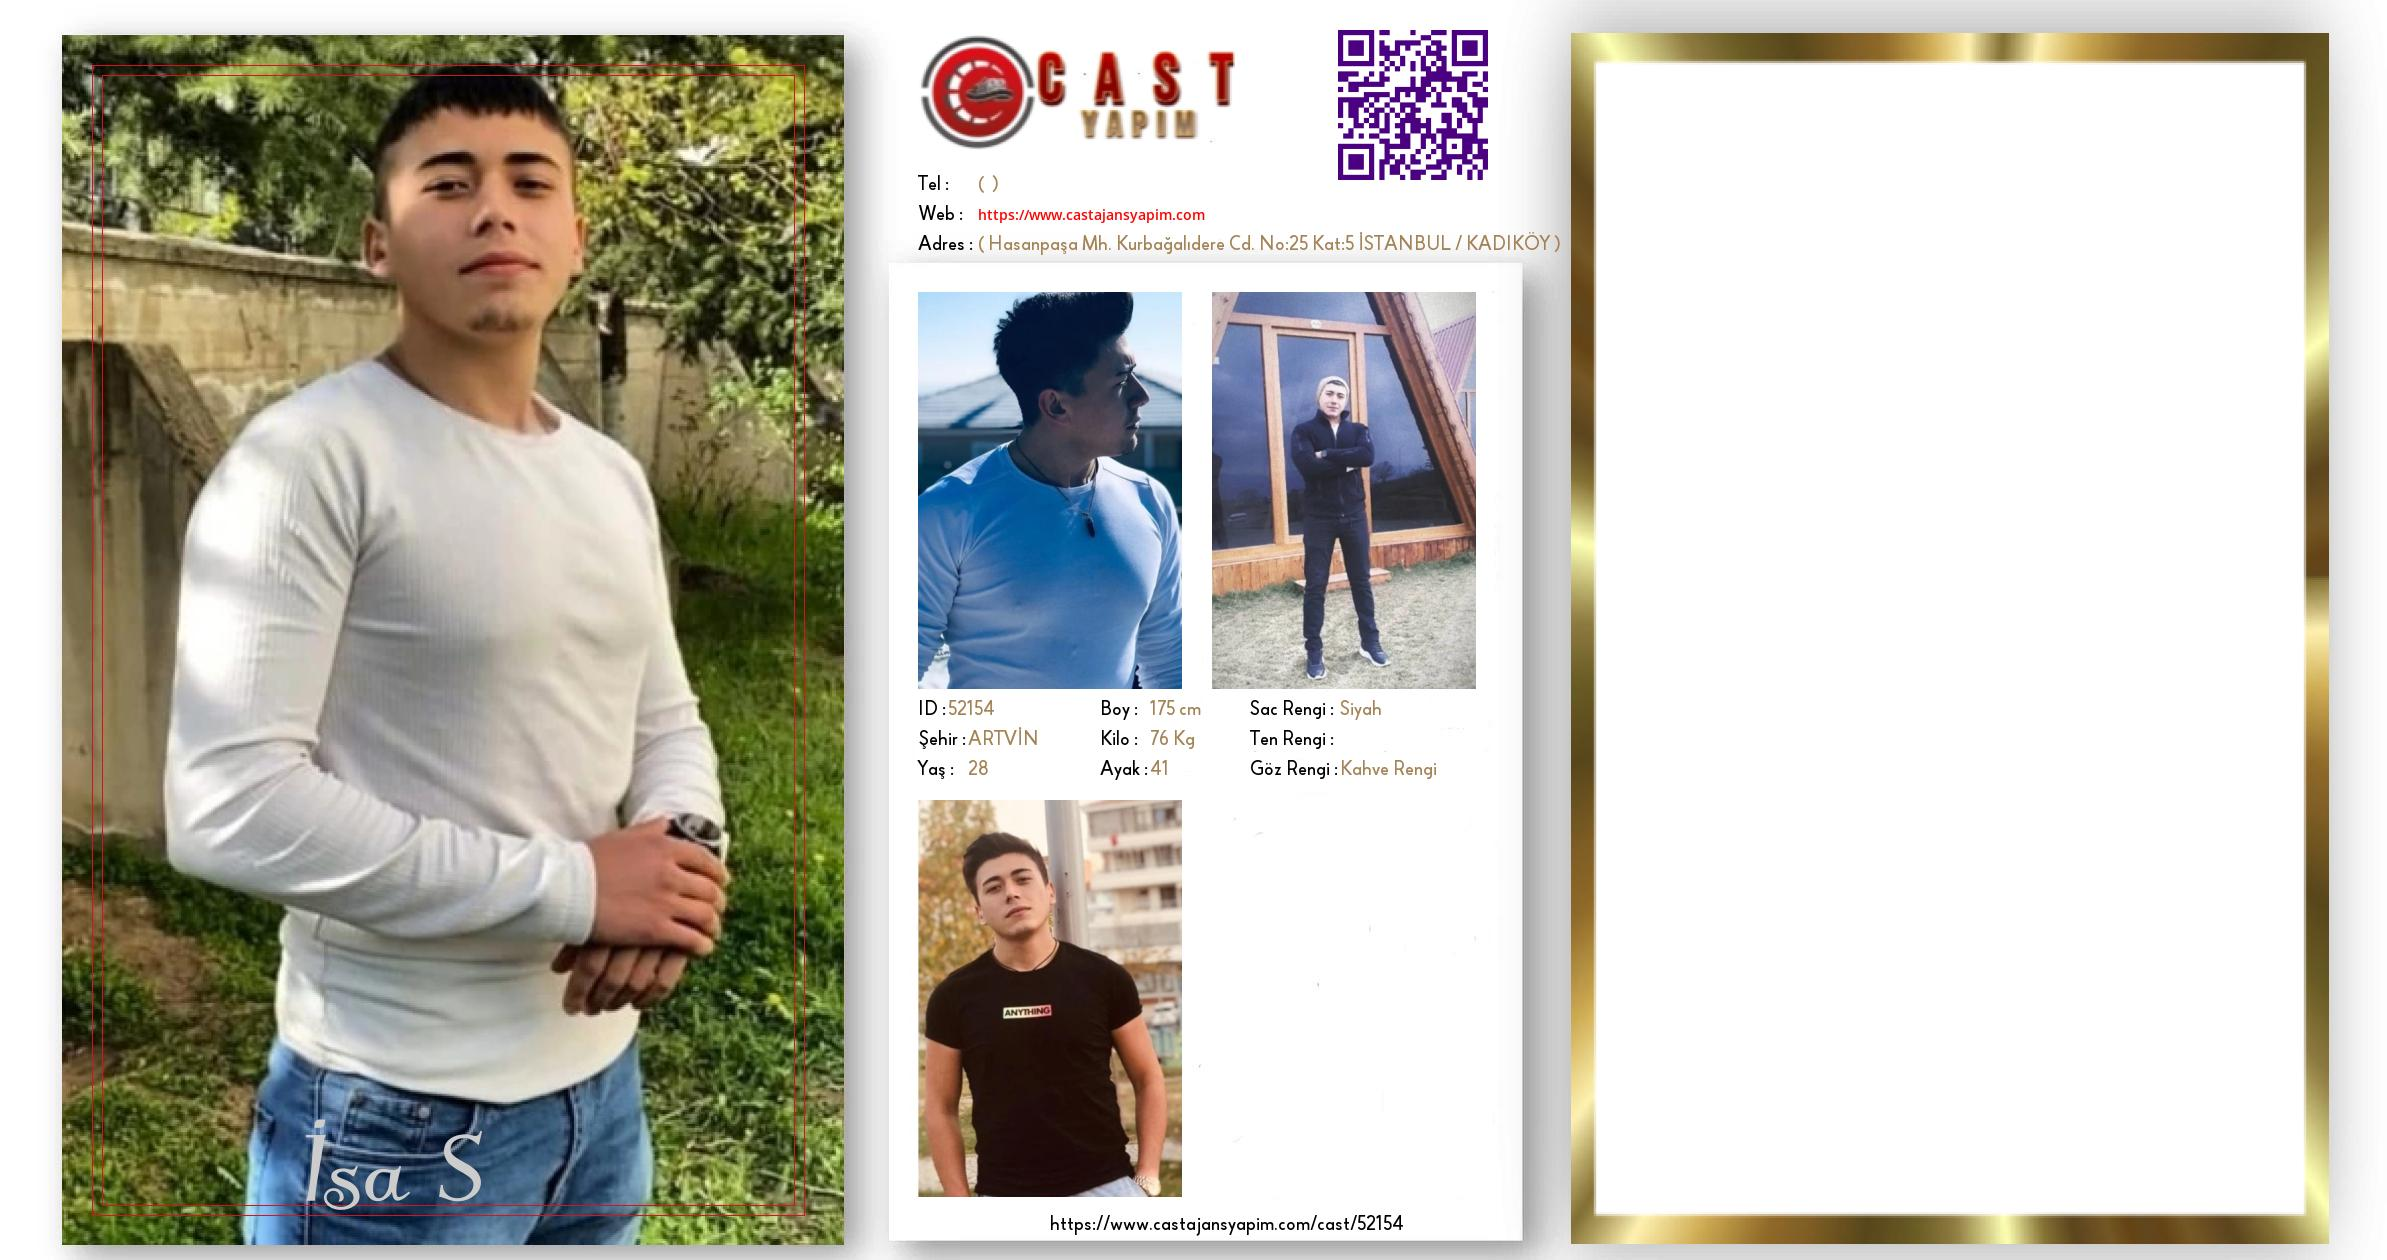 İsa S
CAST
YAPIM
Tel : ( )
Web : https://www.castajansyapim.com
Adres : ( Hasanpaşa Mh. Kurbağalıdere Cd. No:25 Kat:5 İSTANBUL / KADIKÖY )
ID : 52154 Boy : 175 cm Sac Rengi : Siyah
Şehir : ARTVİN Kilo : 76 Kg Ten Rengi :
Yaş : 28 Ayak : 41 Göz Rengi : Kahve Rengi
ANYTHING
https://www.castajansyapim.com/cast/52154